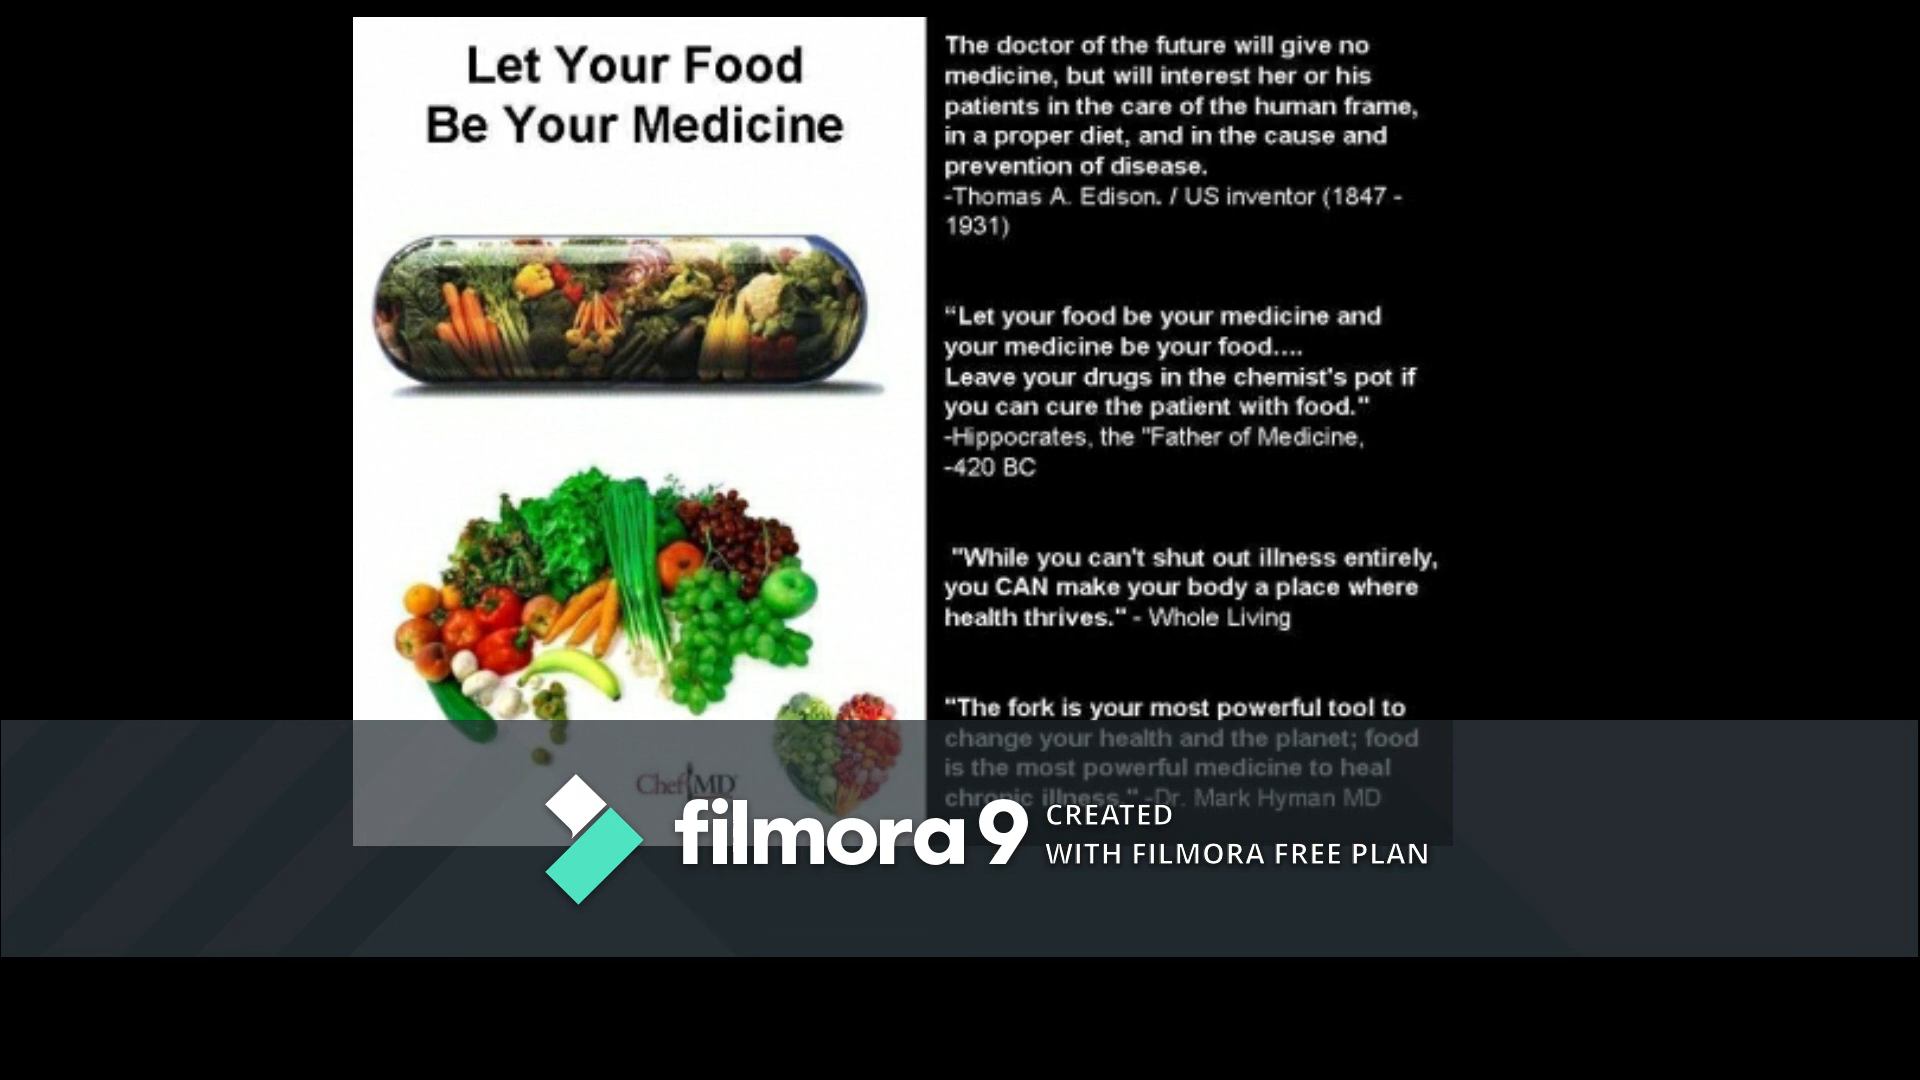 Let Your Food
Be Your Medicine
ChefMD
The doctor of the future will give no
medicine, but will interest her or his
patients in the care of the human frame,
in a proper diet, and in the cause and
prevention of disease.
-Thomas A. Edison. / US inventor (1847 -
1931)
“Let your food be your medicine and
your medicine be your food....
Leave your drugs in the chemist's pot if
you can cure the patient with food."
-Hippocrates, the "Father of Medicine,
-420 BC
"While you can't shut out illness entirely,
you CAN make your body a place where
health thrives." - Whole Living
"The fork is your most powerful tool to
change your health and the planet; food
is the most powerful medicine to heal
chronic illness." -Dr. Mark Hyman MD
filmora9
CREATED
WITH FILMORA FREE PLAN